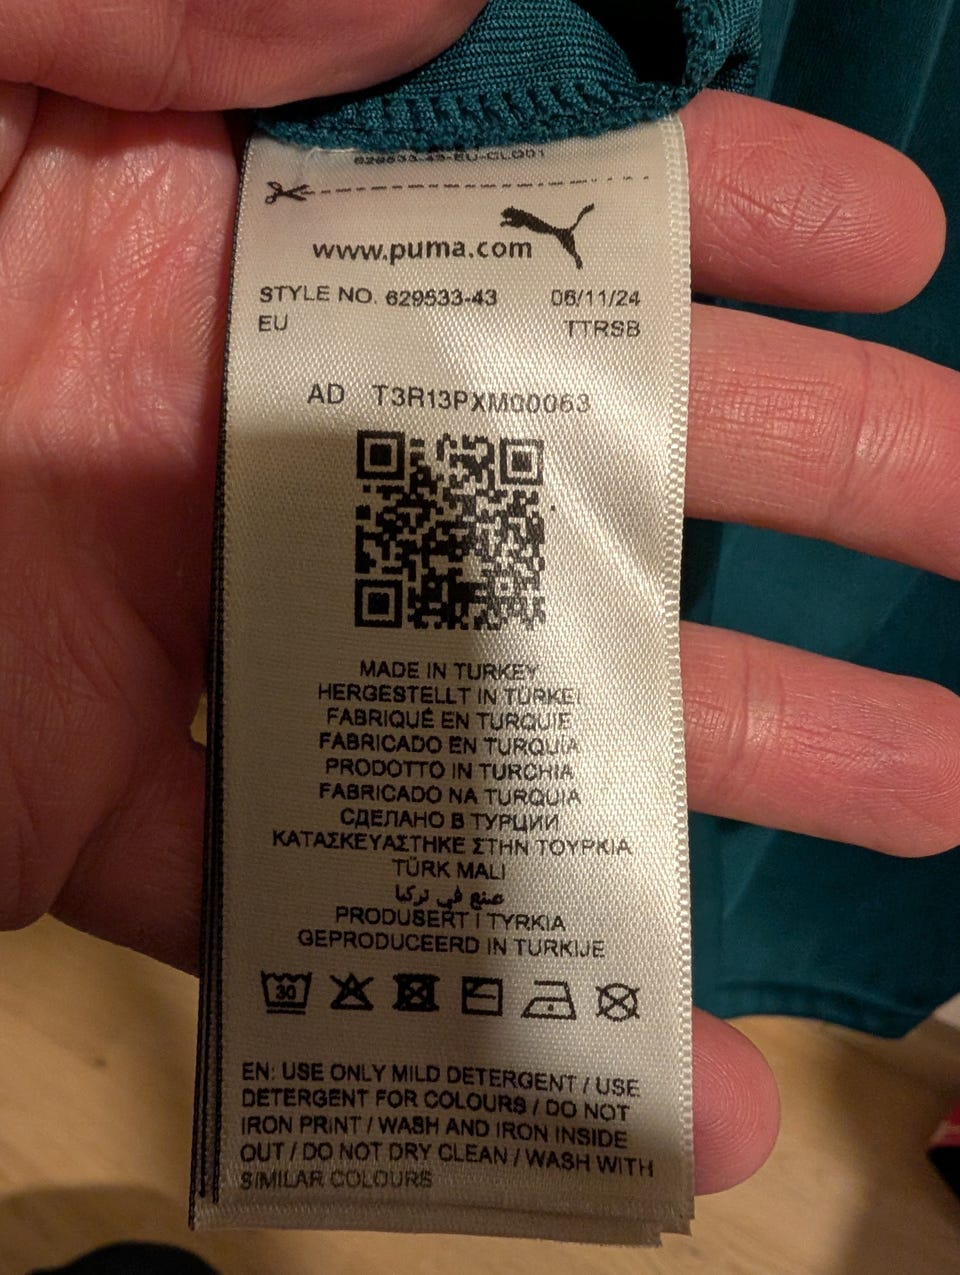 629533-43-EU-CLO01
www.puma.com
STYLE NO. 629533-43 06/11/24
EU TTRSB
AD T3R13PXM00063
MADE IN TURKEY
HERGESTELLT IN TÜRKEI
FABRIQUÉ EN TURQUIE
FABRICADO EN TURQUÍA
PRODOTTO IN TURCHIA
FABRICADO NA TURQUIA
СДЕЛАНО В ТУРЦИИ
ΚΑΤΑΣΚΕΥΑΣΤΗΚΕ ΣΤΗΝ ΤΟΥΡΚΙΑ
TÜRK MALI
صنع في تركيا
PRODUSERT I TYRKIA
GEPRODUCEERD IN TURKIJE
30
EN: USE ONLY MILD DETERGENT / USE
DETERGENT FOR COLOURS / DO NOT
IRON PRINT / WASH AND IRON INSIDE
OUT / DO NOT DRY CLEAN / WASH WITH
SIMILAR COLOURS